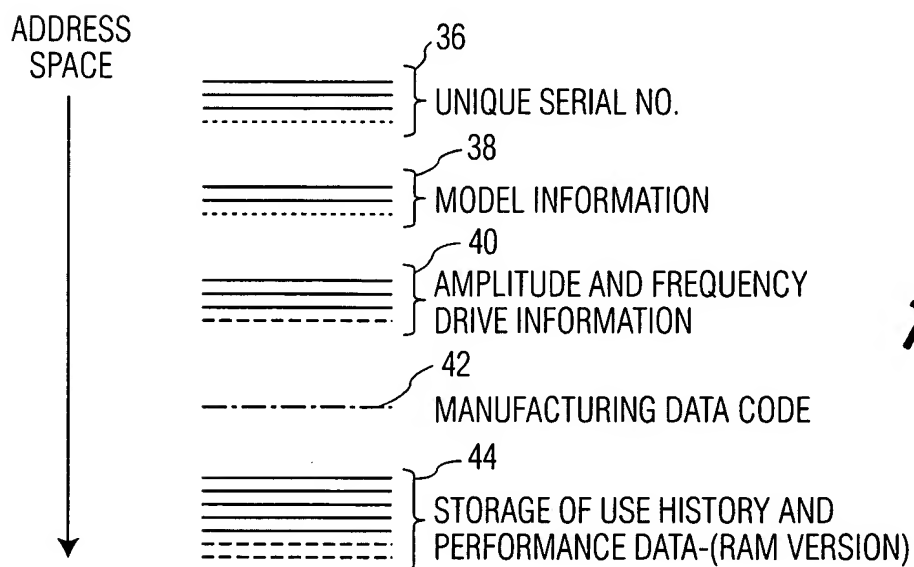 ADDRESS
SPACE
36
UNIQUE SERIAL NO.
38
MODEL INFORMATION
40
AMPLITUDE AND FREQUENCY
DRIVE INFORMATION
42
MANUFACTURING DATA CODE
44
STORAGE OF USE HISTORY AND
PERFORMANCE DATA-(RAM VERSION)